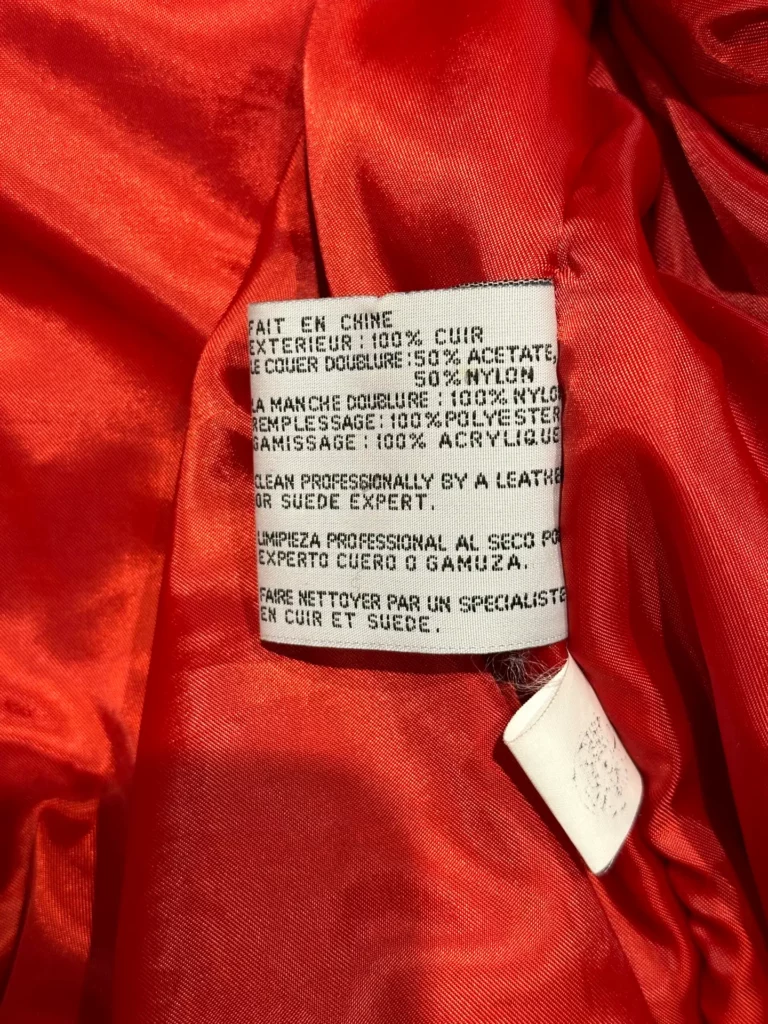 FAIT EN CHINE
EXTERIEUR : 100% CUIR
LE COUER DOUBLURE : 50% ACETATE,
50% NYLON
LA MANCHE DOUBLURE : 100% NYLO
REMPLESSAGE : 100% POLYESTER
GAMISSAGE : 100% ACRYLIQUE
CLEAN PROFESSIONALLY BY A LEATHE
OR SUEDE EXPERT.
LIMIPIEZA PROFESSIONAL AL SECO PO
EXPERTO CUERO O GAMUZA.
FAIRE NETTOYER PAR UN SPECIALISTE
EN CUIR ET SUEDE.